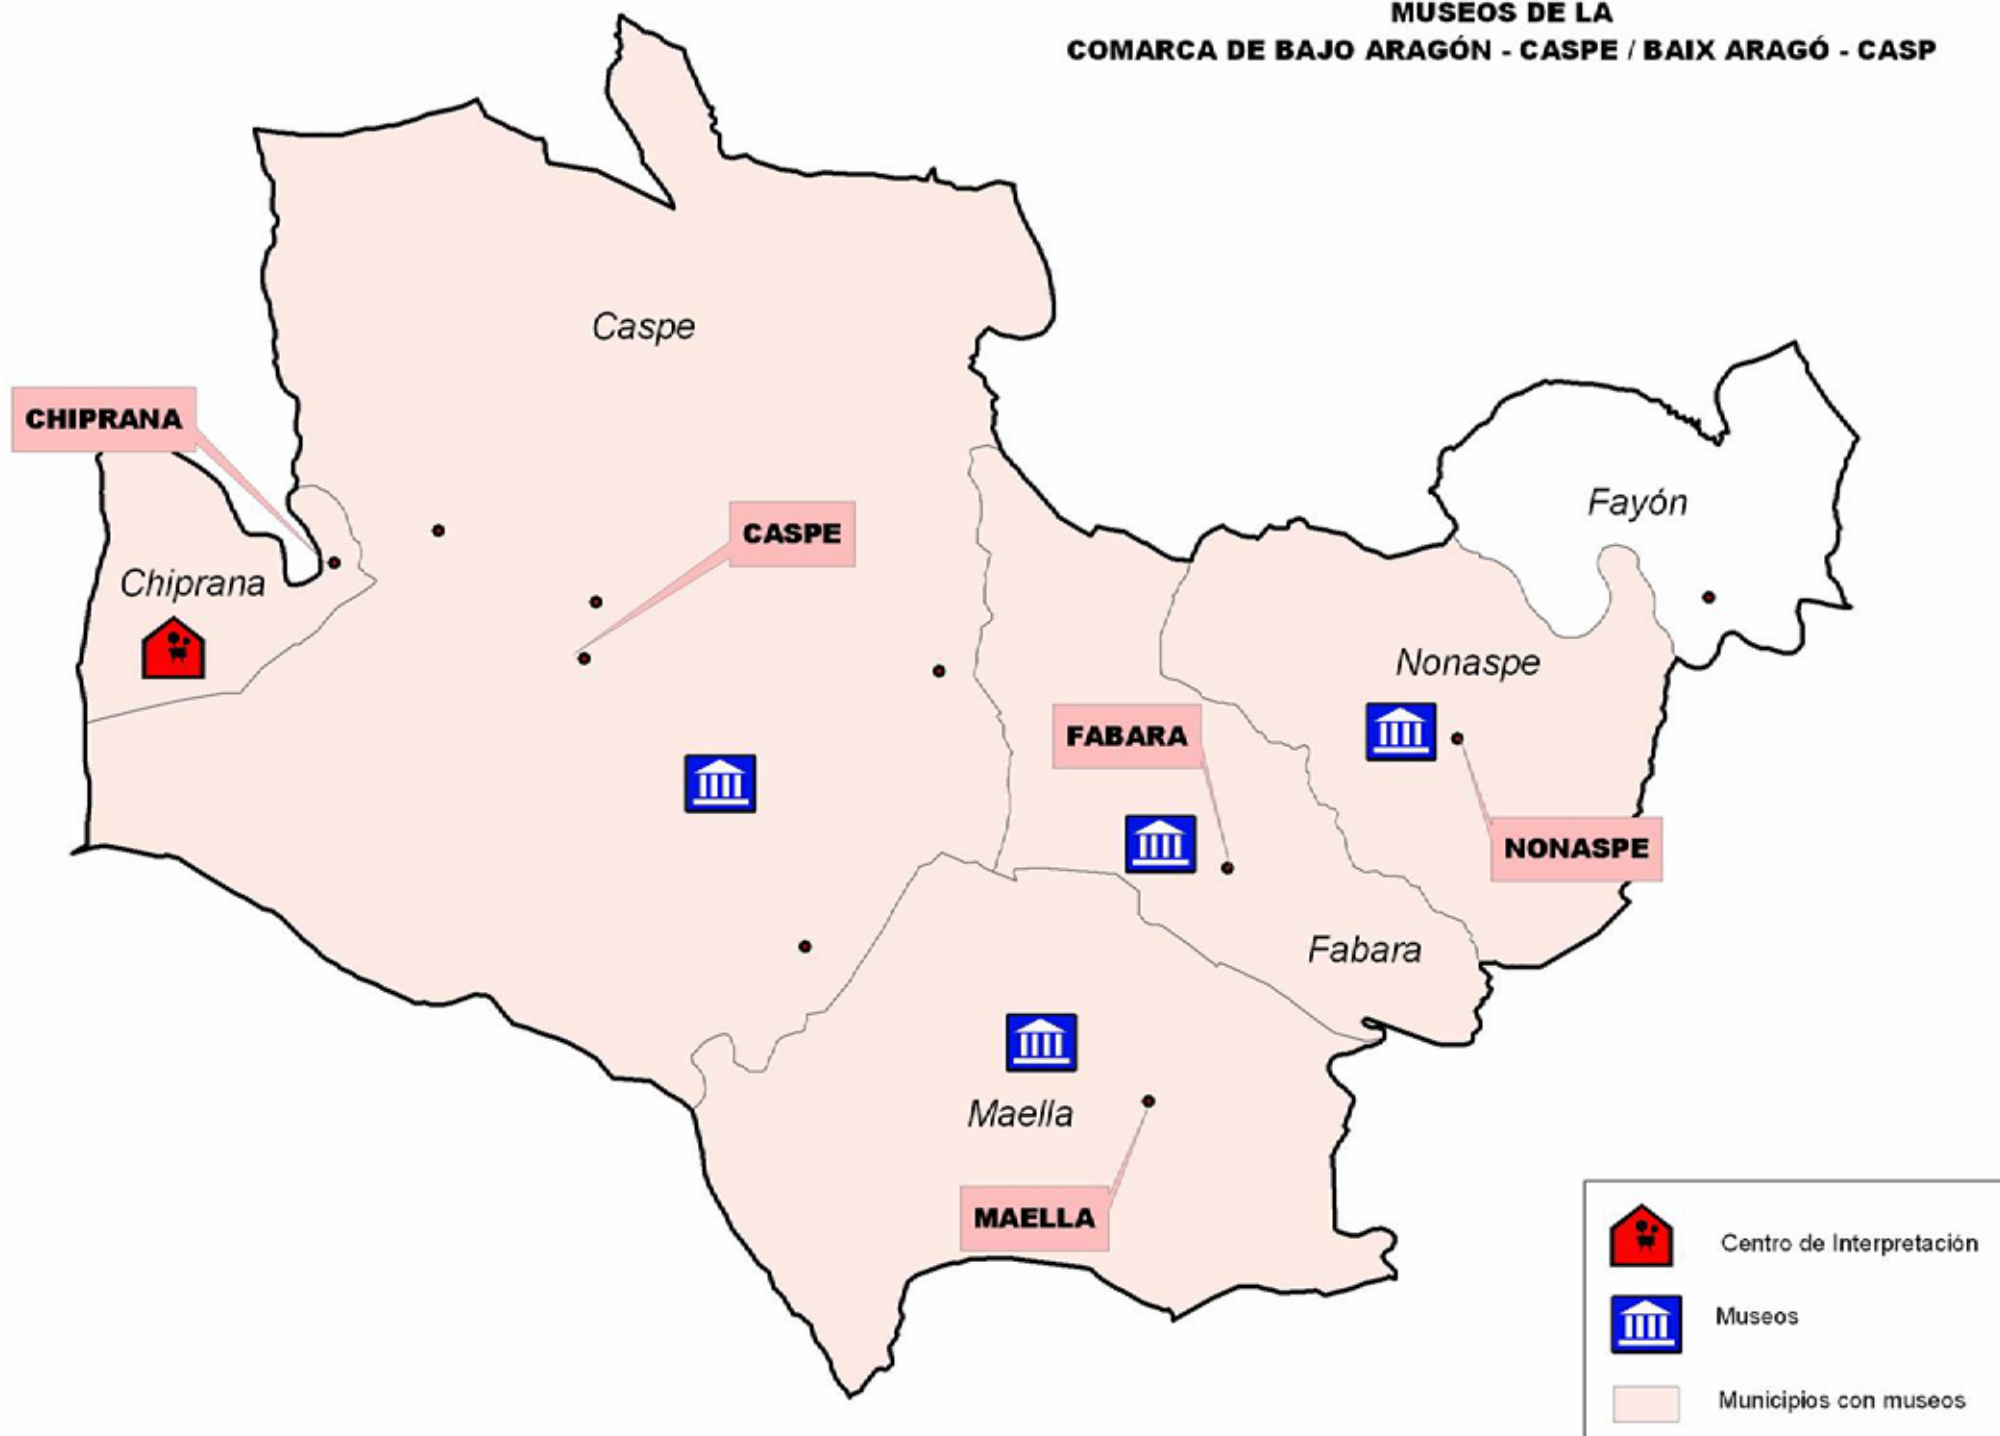 MUSEOS DE LA
COMARCA DE BAJO ARAGÓN - CASPE / BAIX ARAGÓ - CASP
Caspe
CHIPRANA
Fayón
CASPE
Chiprana
Nonaspe
FABARA
NONASPE
Fabara
Maella
MAELLA
Centro de Interpretación
Museos
Municipios con museos